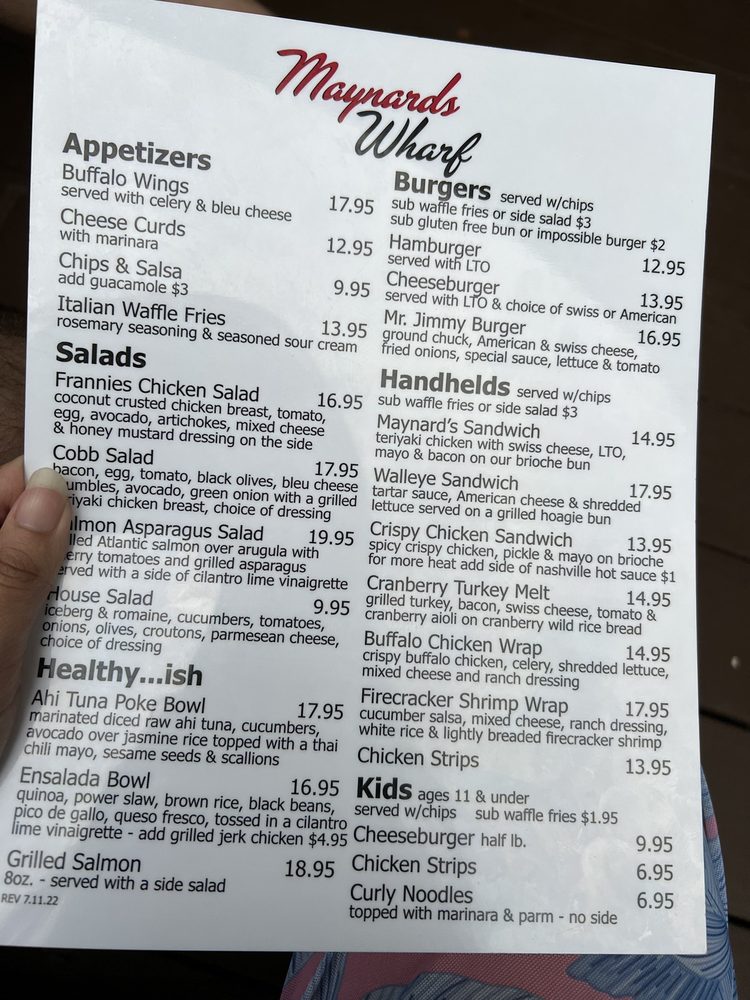 Maynards
Wharf
Appetizers
Buffalo Wings 17.95
served with celery & bleu cheese
Cheese Curds 12.95
with marinara
Chips & Salsa 9.95
add guacamole $3
Italian Waffle Fries 13.95
rosemary seasoning & seasoned sour cream
Salads
Frannies Chicken Salad 16.95
coconut crusted chicken breast, tomato,
egg, avocado, artichokes, mixed cheese
& honey mustard dressing on the side
Cobb Salad 17.95
bacon, egg, tomato, black olives, bleu cheese
umbles, avocado, green onion with a grilled
riyaki chicken breast, choice of dressing
almon Asparagus Salad 19.95
lled Atlantic salmon over arugula with
erry tomatoes and grilled asparagus
erved with a side of cilantro lime vinaigrette
House Salad 9.95
iceberg & romaine, cucumbers, tomatoes,
onions, olives, croutons, parmesean cheese,
choice of dressing
Healthy...ish
Ahi Tuna Poke Bowl 17.95
marinated diced raw ahi tuna, cucumbers,
avocado over jasmine rice topped with a thai
chili mayo, sesame seeds & scallions
Ensalada Bowl 16.95
quinoa, power slaw, brown rice, black beans,
pico de gallo, queso fresco, tossed in a cilantro
lime vinaigrette - add grilled jerk chicken $4.95
Grilled Salmon 18.95
8oz. - served with a side salad
REV 7.11.22
Burgers served w/chips
sub waffle fries or side salad $3
sub gluten free bun or impossible burger $2
Hamburger 12.95
served with LTO
Cheeseburger 13.95
served with LTO & choice of swiss or American
Mr. Jimmy Burger 16.95
ground chuck, American & swiss cheese,
fried onions, special sauce, lettuce & tomato
Handhelds served w/chips
sub waffle fries or side salad $3
Maynard's Sandwich 14.95
teriyaki chicken with swiss cheese, LTO,
mayo & bacon on our brioche bun
Walleye Sandwich 17.95
tartar sauce, American cheese & shredded
lettuce served on a grilled hoagie bun
Crispy Chicken Sandwich 13.95
spicy crispy chicken, pickle & mayo on brioche
for more heat add side of nashville hot sauce $1
Cranberry Turkey Melt 14.95
grilled turkey, bacon, swiss cheese, tomato &
cranberry aioli on cranberry wild rice bread
Buffalo Chicken Wrap 14.95
crispy buffalo chicken, celery, shredded lettuce,
mixed cheese and ranch dressing
Firecracker Shrimp Wrap 17.95
cucumber salsa, mixed cheese, ranch dressing,
white rice & lightly breaded firecracker shrimp
Chicken Strips 13.95
Kids ages 11 & under
served w/chips sub waffle fries $1.95
Cheeseburger half lb. 9.95
Chicken Strips 6.95
Curly Noodles 6.95
topped with marinara & parm - no side